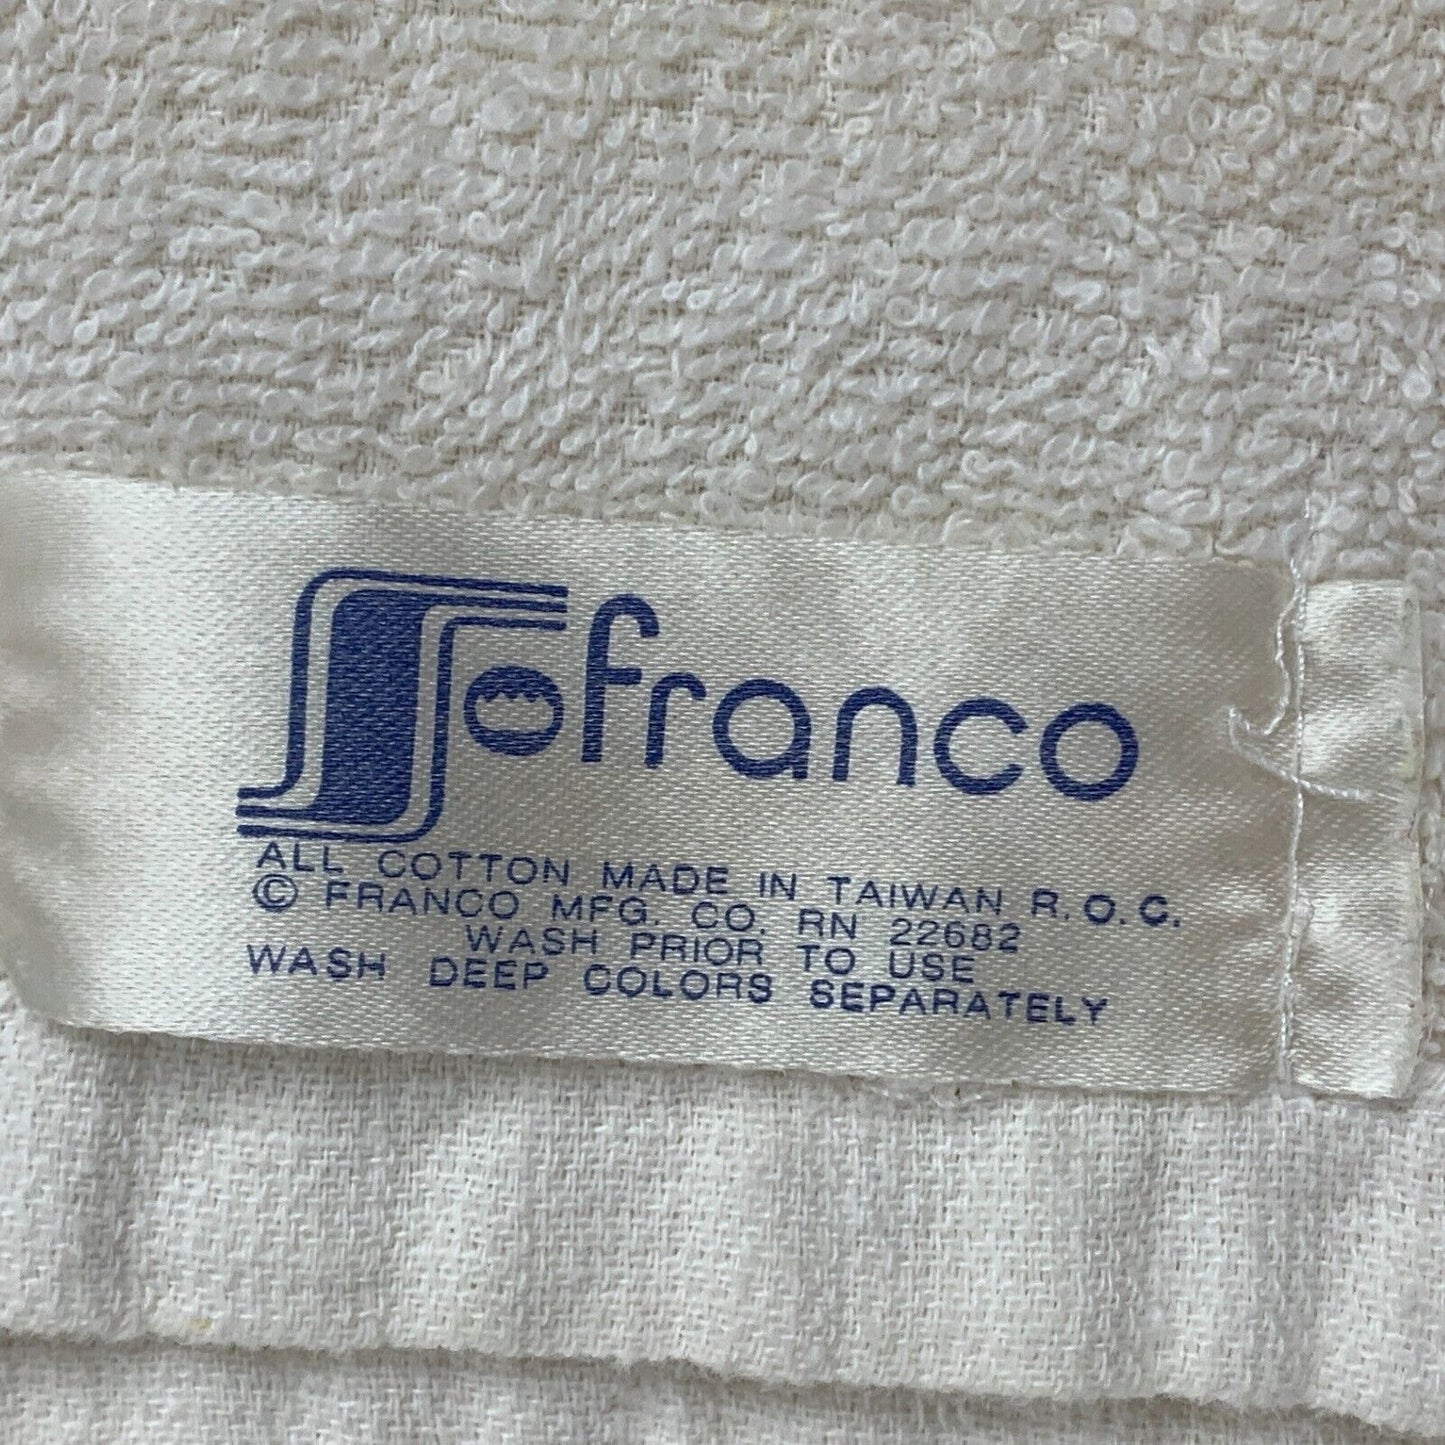 franco
ALL COTTON MADE IN TAIWAN R.O.C.
© FRANCO MFG. CO. RN 22682
WASH PRIOR TO USE
WASH DEEP COLORS SEPARATELY